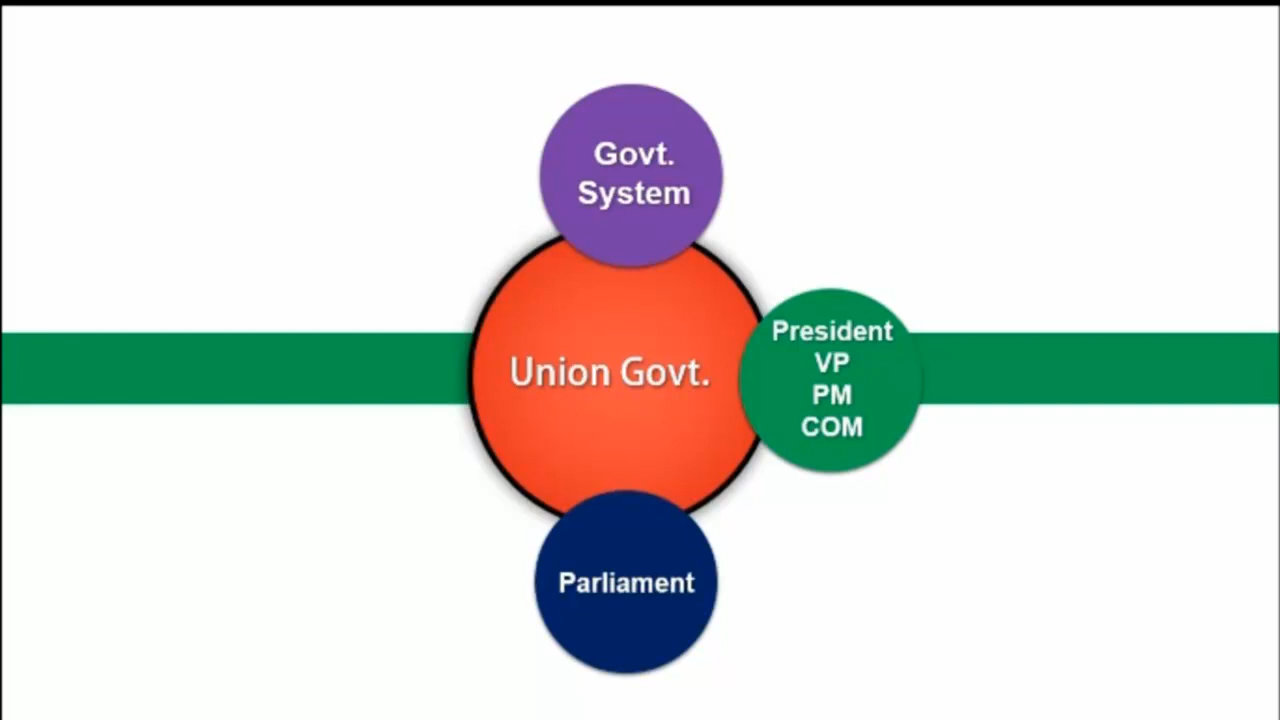 Govt.
System
Union Govt.
President
VP
PM
COM
Parliament